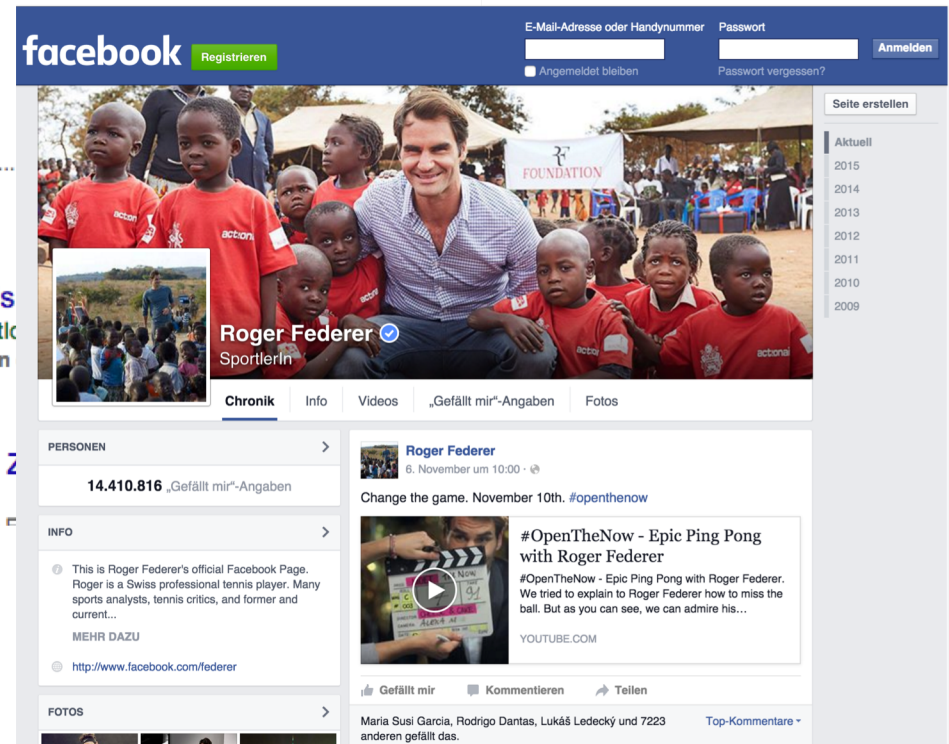 facebook
Registrieren
E-Mail-Adresse oder Handynummer
Passwort
Anmelden
Angemeldet bleiben
Passwort vergessen?
Seite erstellen
Aktuell
2015
2014
2013
2012
2011
2010
2009
RF
FOUNDATION
action
action
Roger Federer
SportlerIn
Chronik
Info
Videos
„Gefällt mir“-Angaben
Fotos
PERSONEN
14.410.816 „Gefällt mir“-Angaben
INFO
This is Roger Federer's official Facebook Page.
Roger is a Swiss professional tennis player. Many
sports analysts, tennis critics, and former and
current...
MEHR DAZU
http://www.facebook.com/federer
FOTOS
Roger Federer
6. November um 10:00 ·
Change the game. November 10th. #openthenow
#OpenTheNow - Epic Ping Pong
with Roger Federer
#OpenTheNow - Epic Ping Pong with Roger Federer.
We tried to explain to Roger Federer how to miss the
ball. But as you can see, we can admire his…
YOUTUBE.COM
Gefällt mir
Kommentieren
Teilen
Maria Susi Garcia, Rodrigo Dantas, Lukáš Ledecký und 7223
anderen gefällt das.
Top-Kommentare